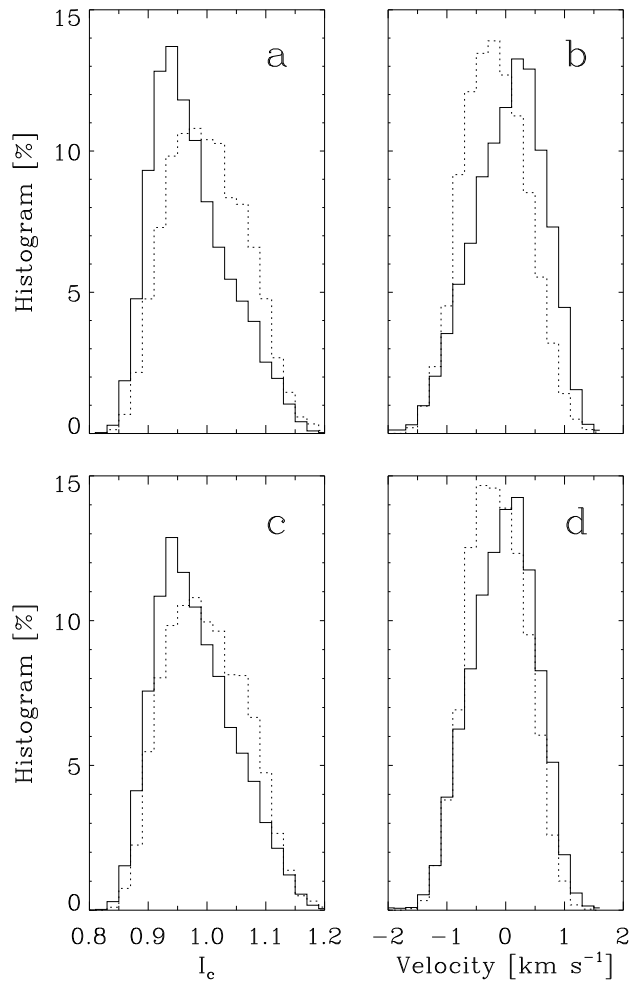 15
10
5
0
Histogram [%]
a
b
15
10
5
0
Histogram [%]
c
d
0.8 0.9 1.0 1.1 1.2
I_c
-2 -1 0 1 2
Velocity [km s⁻¹]